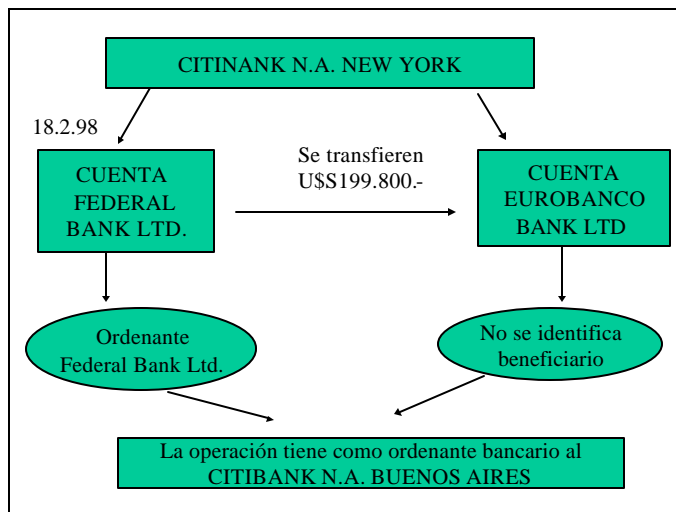 CITINANK N.A. NEW YORK
18.2.98
CUENTA
FEDERAL
BANK LTD.
Se transfieren
U$S199.800.-
CUENTA
EUROBANCO
BANK LTD
Ordenante
Federal Bank Ltd.
No se identifica
beneficiario
La operación tiene como ordenante bancario al
CITIBANK N.A. BUENOS AIRES